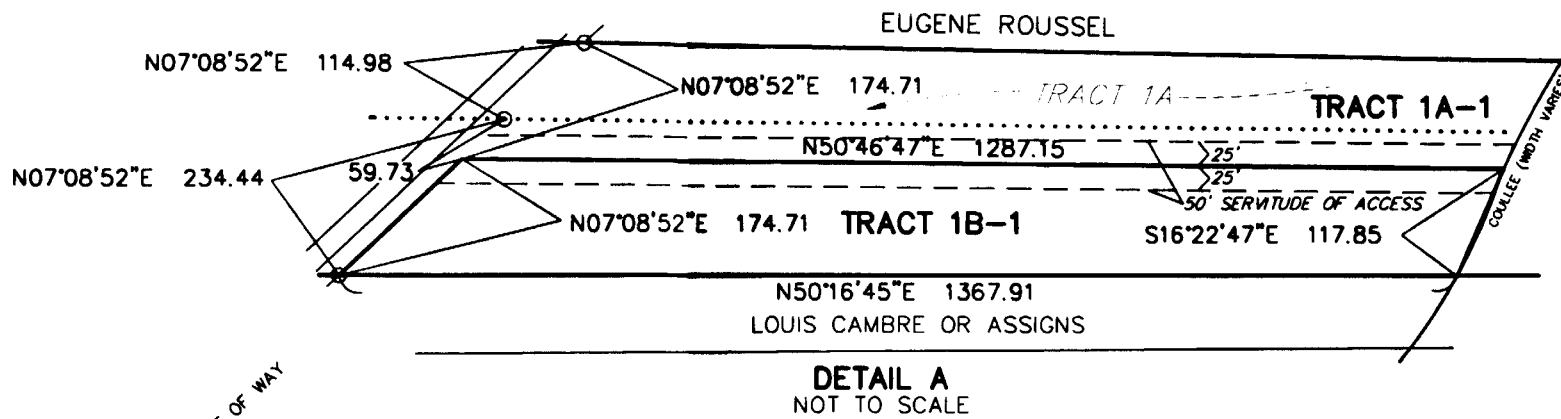 EUGENE ROUSSEL
N07°08'52"E 114.98
N07°08'52"E 174.71
TRACT 1A
TRACT 1A-1
N50°46'47"E 1287.15
25'
25'
N07°08'52"E 234.44
59.73
50' SERVITUDE OF ACCESS
COULLEE (WIDTH VARIES)
N07°08'52"E 174.71
TRACT 1B-1
S16°22'47"E 117.85
N50°16'45"E 1367.91
LOUIS CAMBRE OR ASSIGNS
OF WAY
DETAIL A
NOT TO SCALE